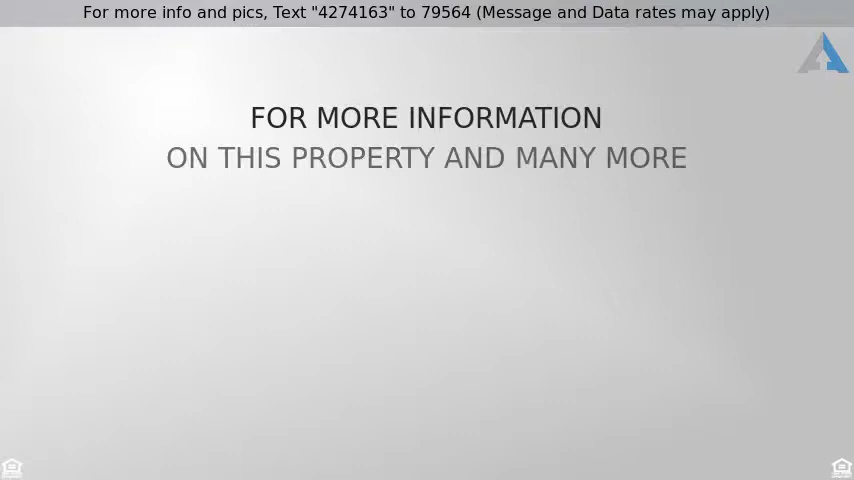 For more info and pics, Text "4274163" to 79564 (Message and Data rates may apply)
FOR MORE INFORMATION
ON THIS PROPERTY AND MANY MORE